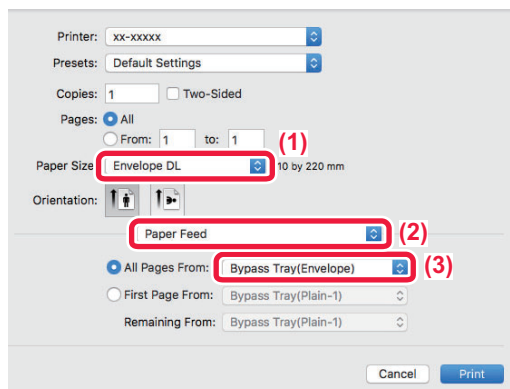 Printer: xx-xxxxx
Presets: Default Settings
Copies: 1 Two-Sided
Pages: All
From: 1 to: 1
(1)
Paper Size Envelope DL 10 by 220 mm
Orientation:
Paper Feed (2)
All Pages From: Bypass Tray(Envelope) (3)
First Page From: Bypass Tray(Plain-1)
Remaining From: Bypass Tray(Plain-1)
Cancel Print